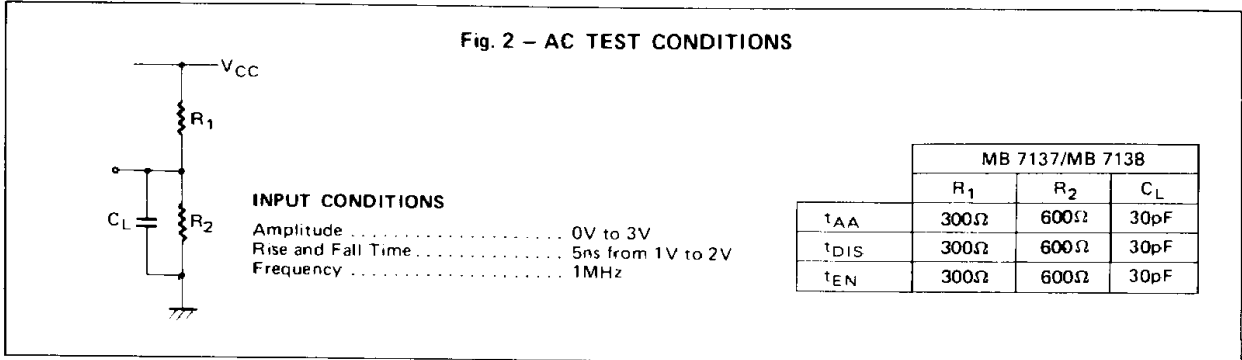 Fig. 2 – AC TEST CONDITIONS
VCC
R1
CL
R2
INPUT CONDITIONS
Amplitude . . . . . . . . . . . . . . . . . . . . . 0V to 3V
Rise and Fall Time . . . . . . . . . . . . . . 5ns from 1V to 2V
Frequency . . . . . . . . . . . . . . . . . . . . 1MHz
MB 7137/MB 7138
R1 R2 CL
tAA 300Ω 600Ω 30pF
tDIS 300Ω 600Ω 30pF
tEN 300Ω 600Ω 30pF